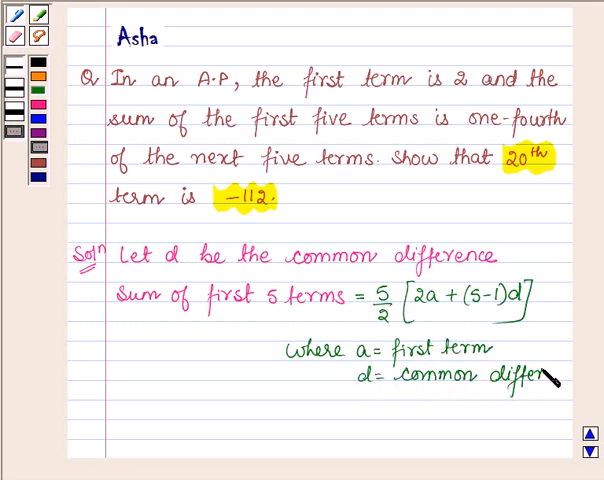 Asha
Q In an A.P, the first term is 2 and the
sum of the first five terms is one-fourth
of the next five terms. Show that 20th
term is -112.
Soln Let d be the common difference
Sum of first 5 terms = 5/2 [2a + (5-1)d]
where a = first term
d = common differ